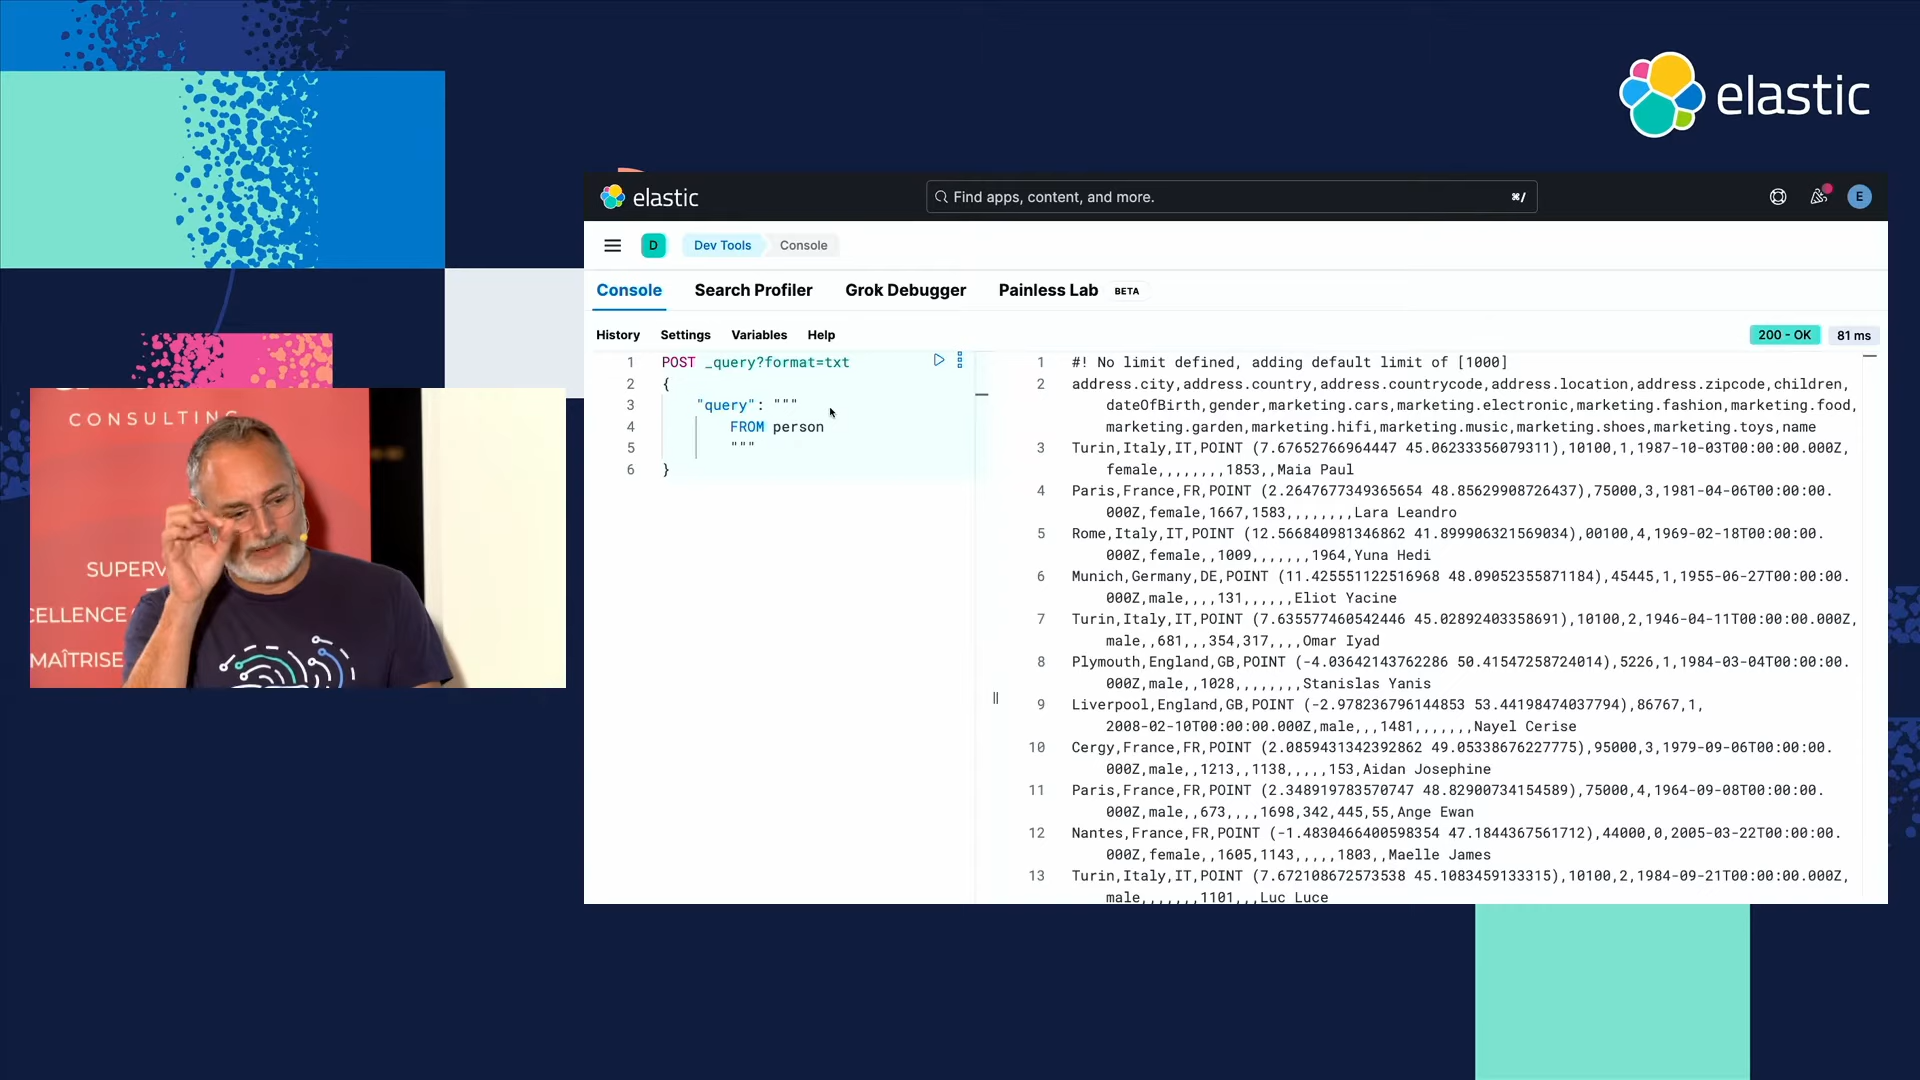 elastic
elastic
Find apps, content, and more.
⌘/
E
D
Dev Tools
Console
Console
Search Profiler
Grok Debugger
Painless Lab
BETA
History
Settings
Variables
Help
200 - OK
81 ms
1 POST _query?format=txt
2 {
3 "query": """
4 FROM person
5 """
6 }
1 #! No limit defined, adding default limit of [1000]
2 address.city,address.country,address.countrycode,address.location,address.zipcode,children,
dateOfBirth,gender,marketing.cars,marketing.electronic,marketing.fashion,marketing.food,
marketing.garden,marketing.hifi,marketing.music,marketing.shoes,marketing.toys,name
3 Turin,Italy,IT,POINT (7.67652766964447 45.06233356079311),10100,1,1987-10-03T00:00:00.000Z,
female,,,,,,,,1853,,Maia Paul
4 Paris,France,FR,POINT (2.2647677349365654 48.85629908726437),75000,3,1981-04-06T00:00:00.
000Z,female,1667,1583,,,,,,,,Lara Leandro
5 Rome,Italy,IT,POINT (12.566840981346862 41.899906321569034),00100,4,1969-02-18T00:00:00.
000Z,female,,1009,,,,,,,1964,Yuna Hedi
6 Munich,Germany,DE,POINT (11.425551122516968 48.09052355871184),45445,1,1955-06-27T00:00:00.
000Z,male,,,,131,,,,,,Eliot Yacine
7 Turin,Italy,IT,POINT (7.635577460542446 45.02892403358691),10100,2,1946-04-11T00:00:00.000Z,
male,,681,,,354,317,,,,Omar Iyad
8 Plymouth,England,GB,POINT (-4.03642143762286 50.41547258724014),5226,1,1984-03-04T00:00:00.
000Z,male,,1028,,,,,,,,Stanislas Yanis
9 Liverpool,England,GB,POINT (-2.978236796144853 53.44198474037794),86767,1,
2008-02-10T00:00:00.000Z,male,,,1481,,,,,,,Nayel Cerise
10 Cergy,France,FR,POINT (2.0859431342392862 49.05338676227775),95000,3,1979-09-06T00:00:00.
000Z,male,,1213,,1138,,,,,153,Aidan Josephine
11 Paris,France,FR,POINT (2.348919783570747 48.82900734154589),75000,4,1964-09-08T00:00:00.
000Z,male,,673,,,,1698,342,445,55,Ange Ewan
12 Nantes,France,FR,POINT (-1.4830466400598354 47.1844367561712),44000,0,2005-03-22T00:00:00.
000Z,female,,1605,1143,,,,,1803,,Maelle James
13 Turin,Italy,IT,POINT (7.672108672573538 45.1083459133315),10100,2,1984-09-21T00:00:00.000Z,
male,,,,,,,1101,,,Luc Luce
CONSULTING
SUPERV
CELLENCE
MAÎTRISE